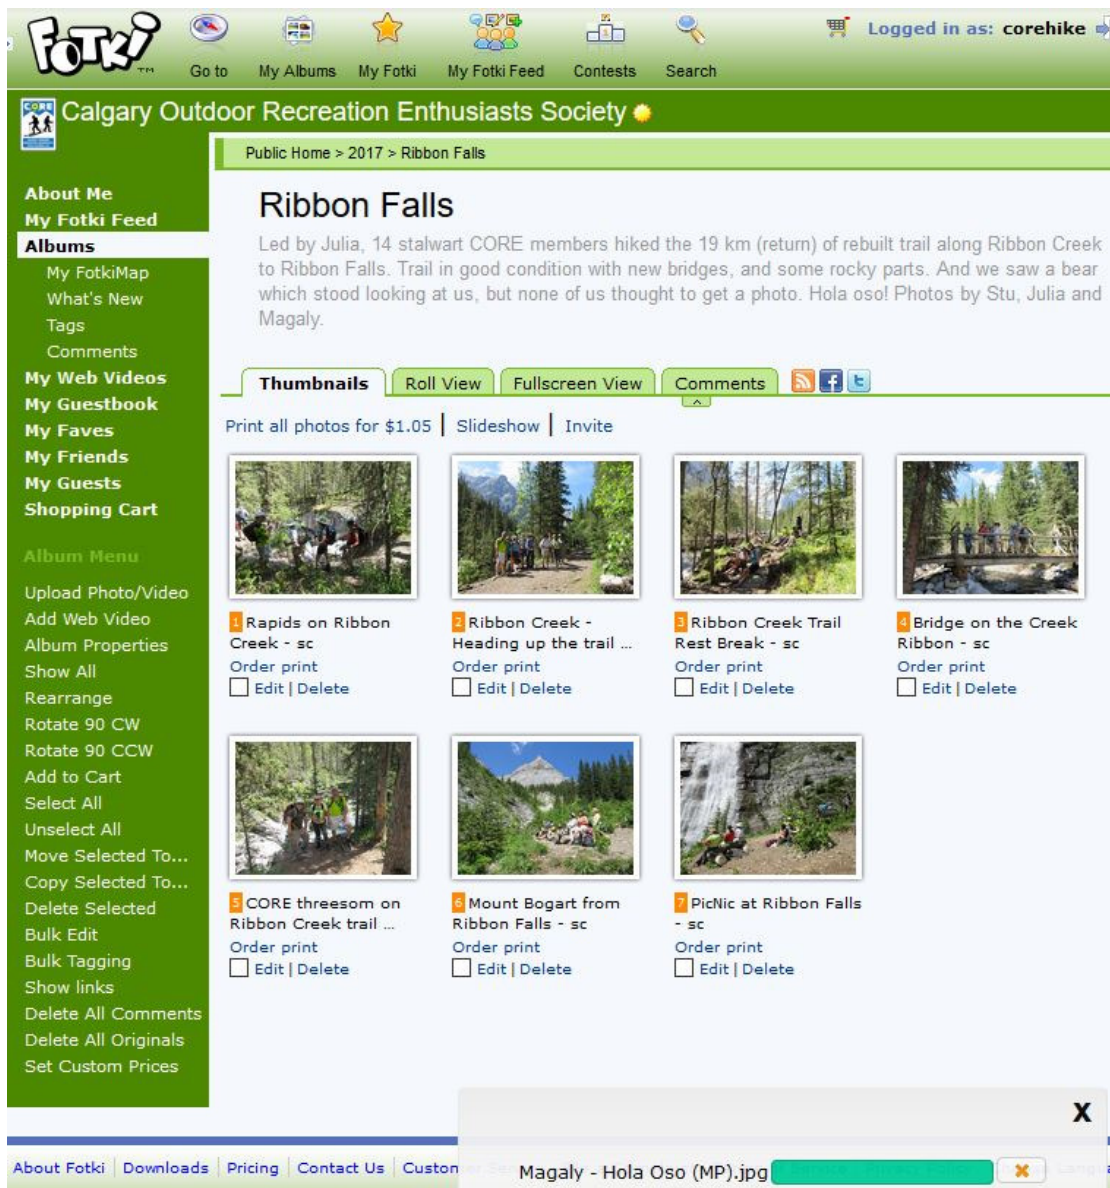 FOTKI TM
Go to My Albums My Fotki My Fotki Feed Contests Search
Logged in as: corehike
CORE
Calgary Outdoor Recreation Enthusiasts Society
Public Home > 2017 > Ribbon Falls
About Me
My Fotki Feed
Albums
My FotkiMap
What's New
Tags
Comments
My Web Videos
My Guestbook
My Faves
My Friends
My Guests
Shopping Cart
Album Menu
Upload Photo/Video
Add Web Video
Album Properties
Show All
Rearrange
Rotate 90 CW
Rotate 90 CCW
Add to Cart
Select All
Unselect All
Move Selected To...
Copy Selected To...
Delete Selected
Bulk Edit
Bulk Tagging
Show links
Delete All Comments
Delete All Originals
Set Custom Prices
Ribbon Falls
Led by Julia, 14 stalwart CORE members hiked the 19 km (return) of rebuilt trail along Ribbon Creek
to Ribbon Falls. Trail in good condition with new bridges, and some rocky parts. And we saw a bear
which stood looking at us, but none of us thought to get a photo. Hola oso! Photos by Stu, Julia and
Magaly.
Thumbnails Roll View Fullscreen View Comments
Print all photos for $1.05 | Slideshow | Invite
1 Rapids on Ribbon
Creek - sc
Order print
Edit | Delete
2 Ribbon Creek -
Heading up the trail ...
Order print
Edit | Delete
3 Ribbon Creek Trail
Rest Break - sc
Order print
Edit | Delete
4 Bridge on the Creek
Ribbon - sc
Order print
Edit | Delete
5 CORE threesom on
Ribbon Creek trail ...
Order print
Edit | Delete
6 Mount Bogart from
Ribbon Falls - sc
Order print
Edit | Delete
7 PicNic at Ribbon Falls
- sc
Order print
Edit | Delete
X
About Fotki | Downloads | Pricing | Contact Us | Custom
Magaly - Hola Oso (MP).jpg